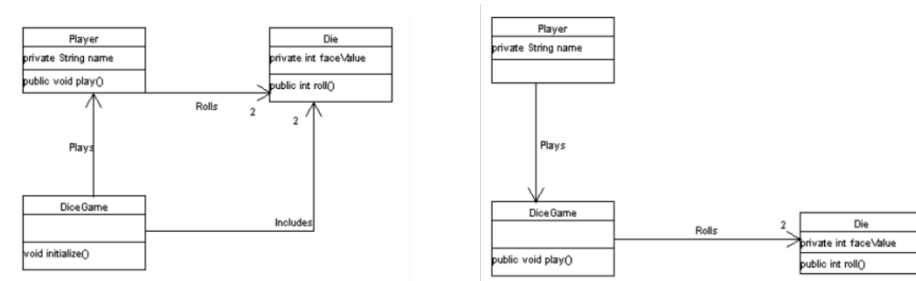 Player
private String name
public void play()
Die
private int faceValue
public int roll()
Rolls
2
2
Plays
DiceGame
void initialize()
Includes
Player
private String name
Plays
DiceGame
public void play()
Rolls
2
Die
private int faceValue
public int roll()